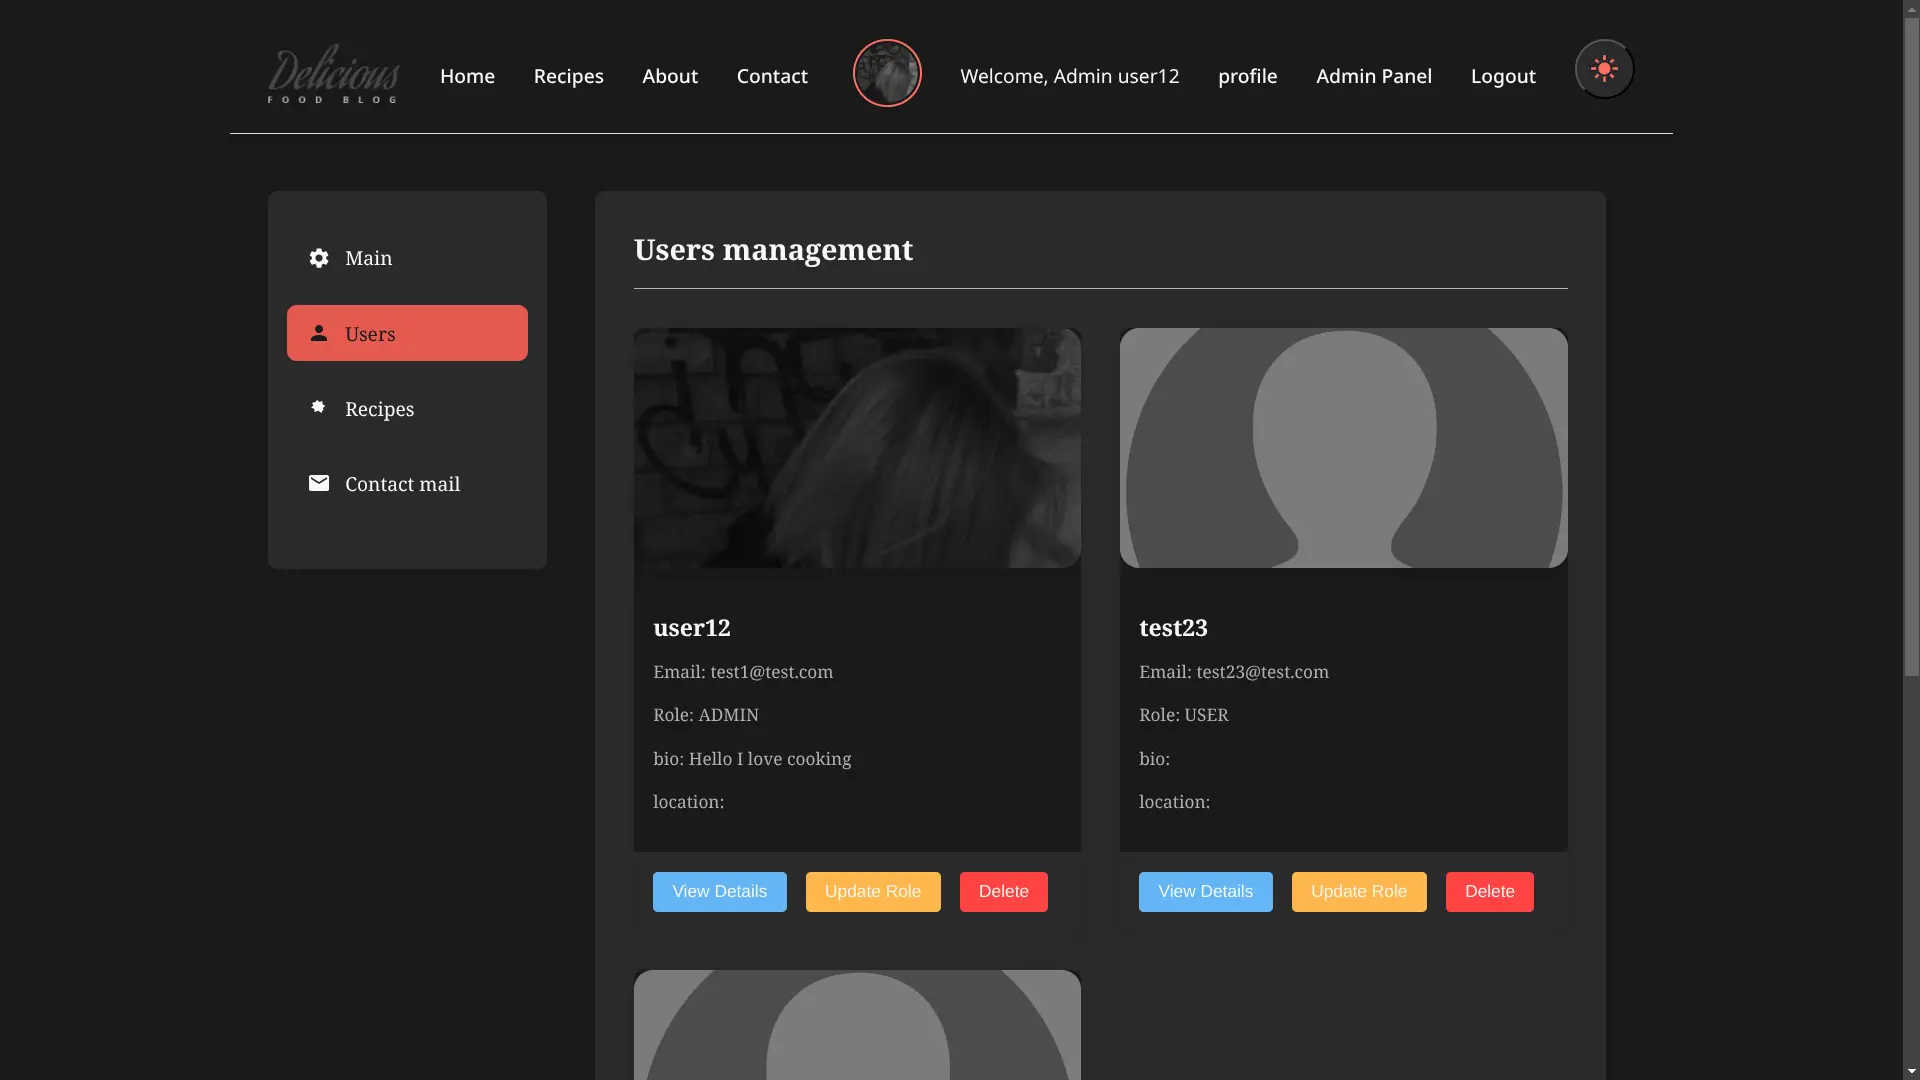 Delicious
FOOD BLOG
Home Recipes About Contact Welcome, Admin user12 profile Admin Panel Logout
Main
Users
Recipes
Contact mail
Users management
user12
Email: test1@test.com
Role: ADMIN
bio: Hello I love cooking
location:
View Details Update Role Delete
test23
Email: test23@test.com
Role: USER
bio:
location:
View Details Update Role Delete